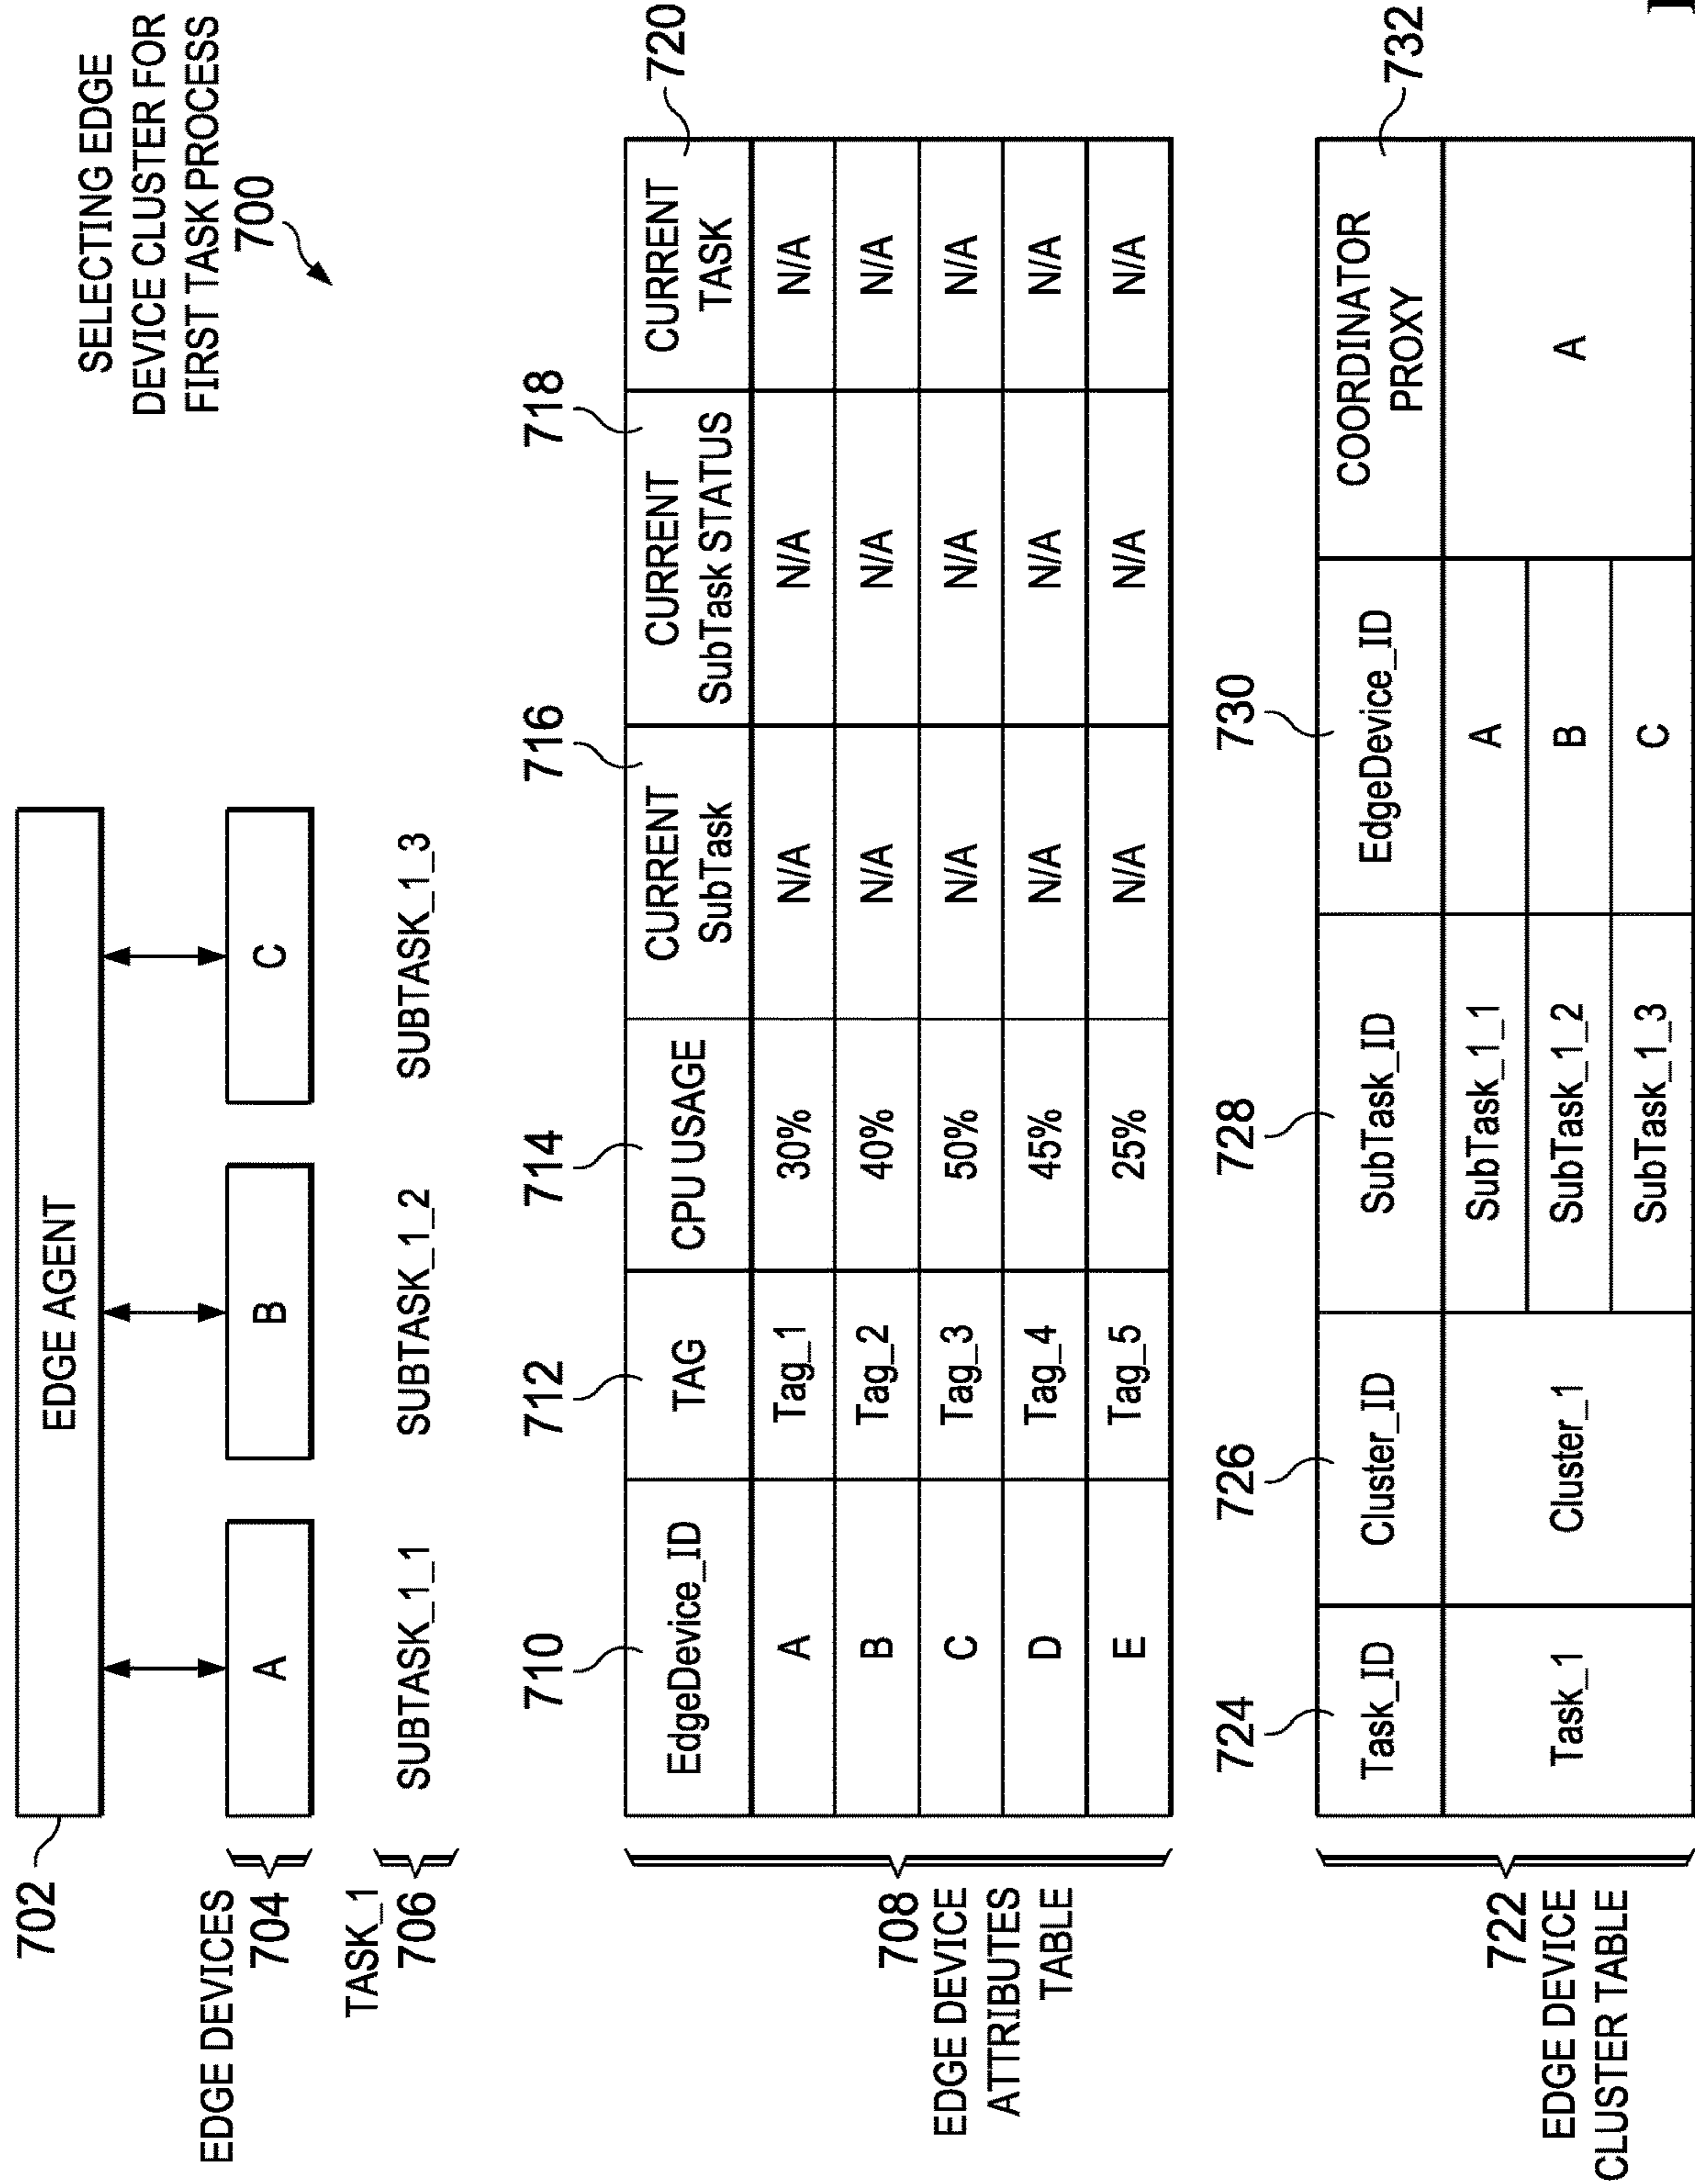 SELECTING EDGE
DEVICE CLUSTER FOR
FIRST TASK PROCESS
700
702
EDGE AGENT
EDGE DEVICES
704
A
B
C
TASK_1
706
SUBTASK_1_1
SUBTASK_1_2
SUBTASK_1_3
710
712
714
716
718
720
708
EDGE DEVICE
ATTRIBUTES
TABLE
EdgeDevice_ID
TAG
CPU USAGE
CURRENT
SubTask
CURRENT
SubTask STATUS
CURRENT
TASK
A
Tag_1
30%
N/A
N/A
N/A
B
Tag_2
40%
N/A
N/A
N/A
C
Tag_3
50%
N/A
N/A
N/A
D
Tag_4
45%
N/A
N/A
N/A
E
Tag_5
25%
N/A
N/A
N/A
724
726
728
730
732
722
EDGE DEVICE
CLUSTER TABLE
Task_ID
Cluster_ID
SubTask_ID
EdgeDevice_ID
COORDINATOR
PROXY
Task_1
Cluster_1
SubTask_1_1
A
SubTask_1_2
B
SubTask_1_3
C
A